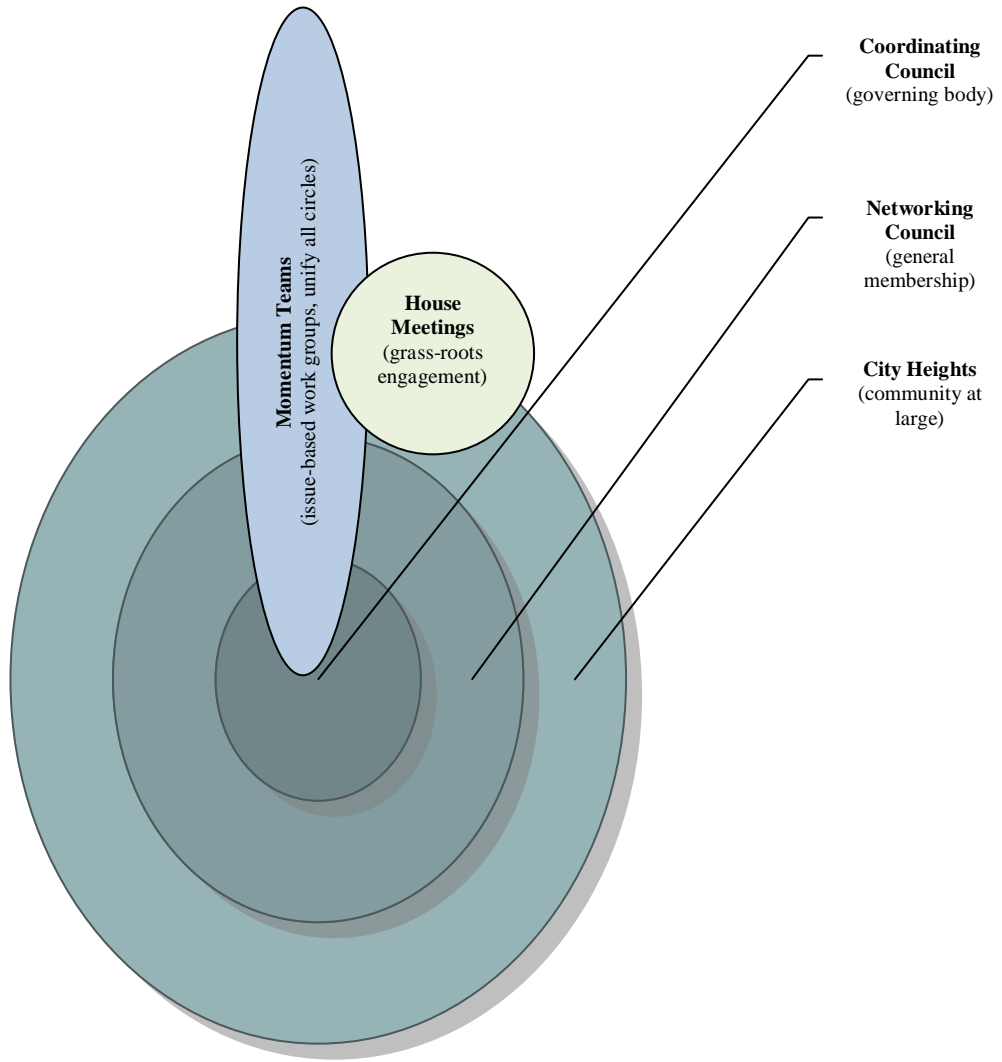 Coordinating
Council
(governing body)
Networking
Council
(general
membership)
City Heights
(community at
large)
Momentum Teams
(issue-based work groups, unify all circles)
House
Meetings
(grass-roots
engagement)